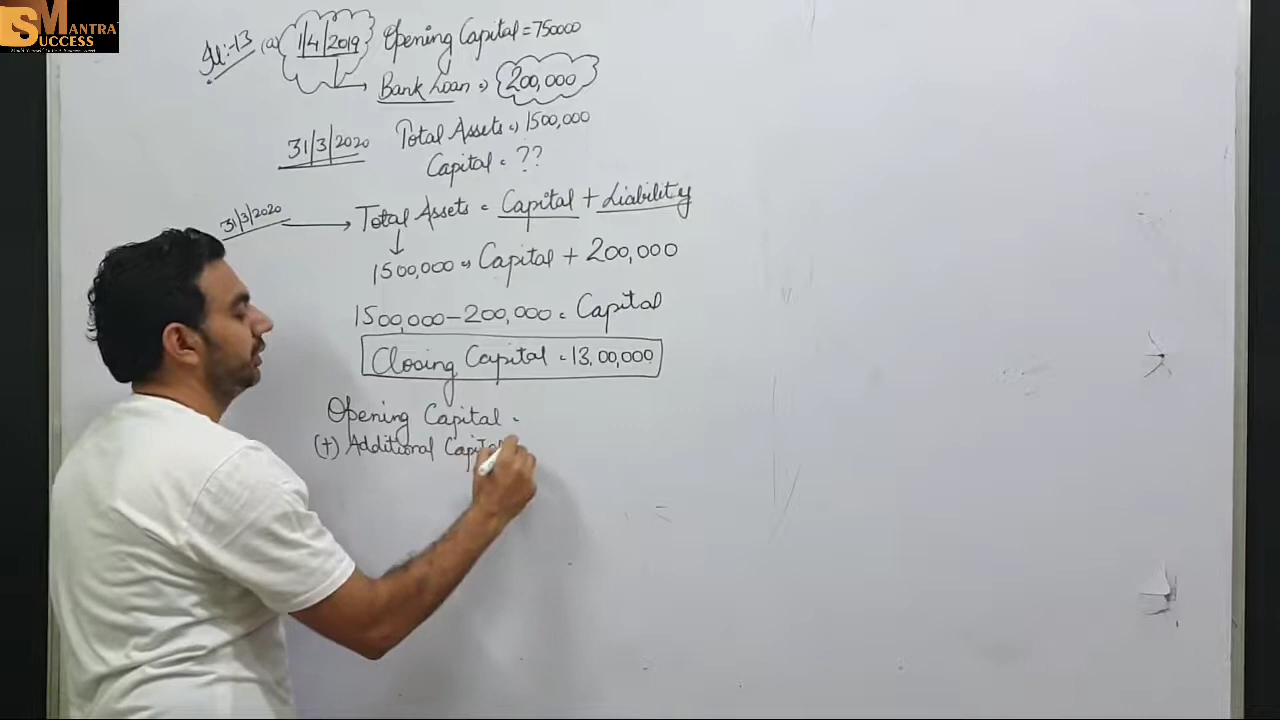 SUCCESS MANTRA
Ill:-13 (a) 1/4/2019 Opening Capital = 750000
Bank Loan = 200,000
31/3/2020 Total Assets = 1500,000
Capital = ??
31/3/2020 → Total Assets = Capital + Liability
1500,000 = Capital + 200,000
1500,000 - 200,000 = Capital
Closing Capital = 13,00,000
Opening Capital =
(+) Additional Capital